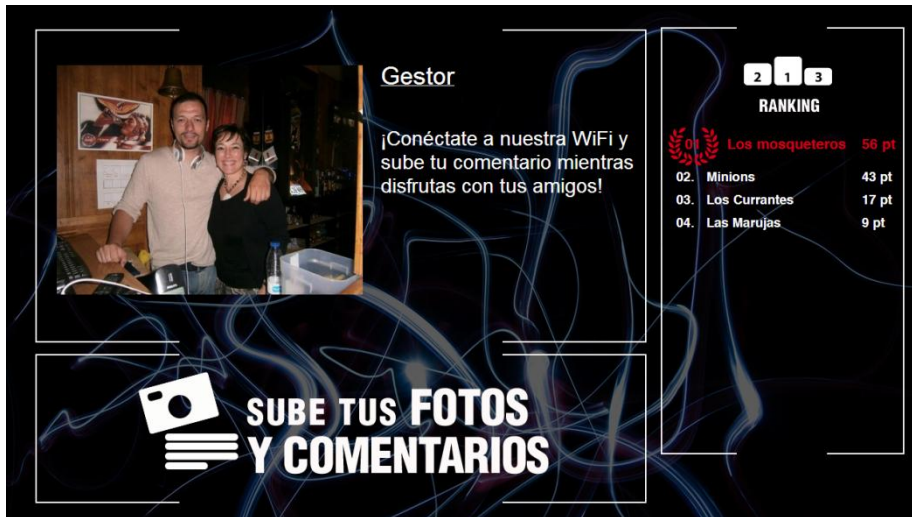 Gestor
¡Conéctate a nuestra WiFi y
sube tu comentario mientras
disfrutas con tus amigos!
SUBE TUS FOTOS
Y COMENTARIOS
2 1 3
RANKING
01 Los mosqueteros 56 pt
02. Minions 43 pt
03. Los Currantes 17 pt
04. Las Marujas 9 pt